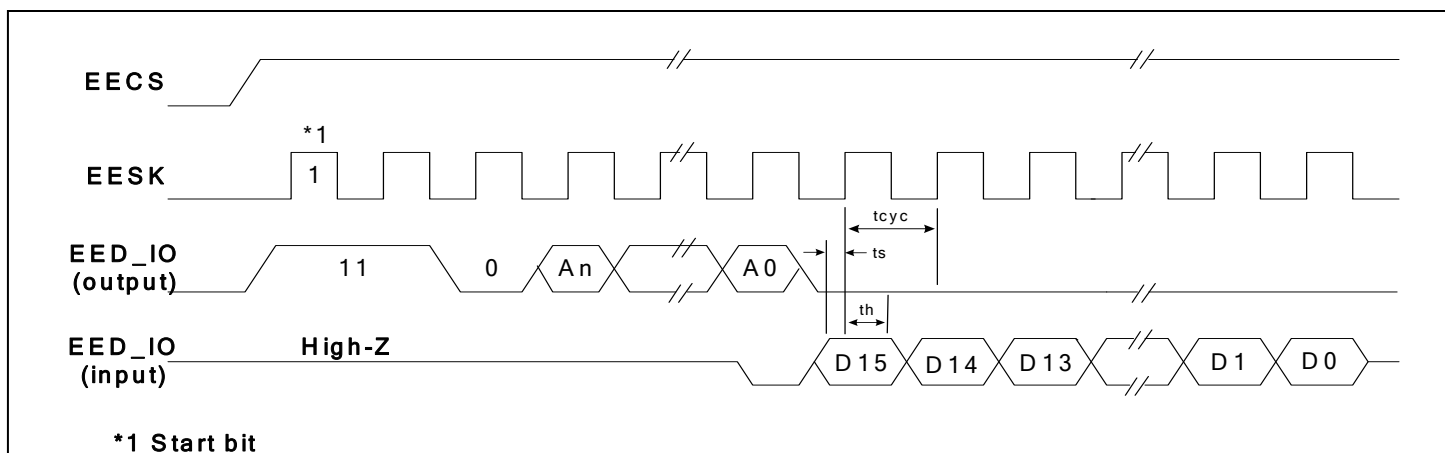 EECS
*1
EESK
1
tcyc
EED_IO
(output)
11
0
An
A0
ts
th
EED_IO
(input)
High-Z
D15
D14
D13
D1
D0
*1 Start bit